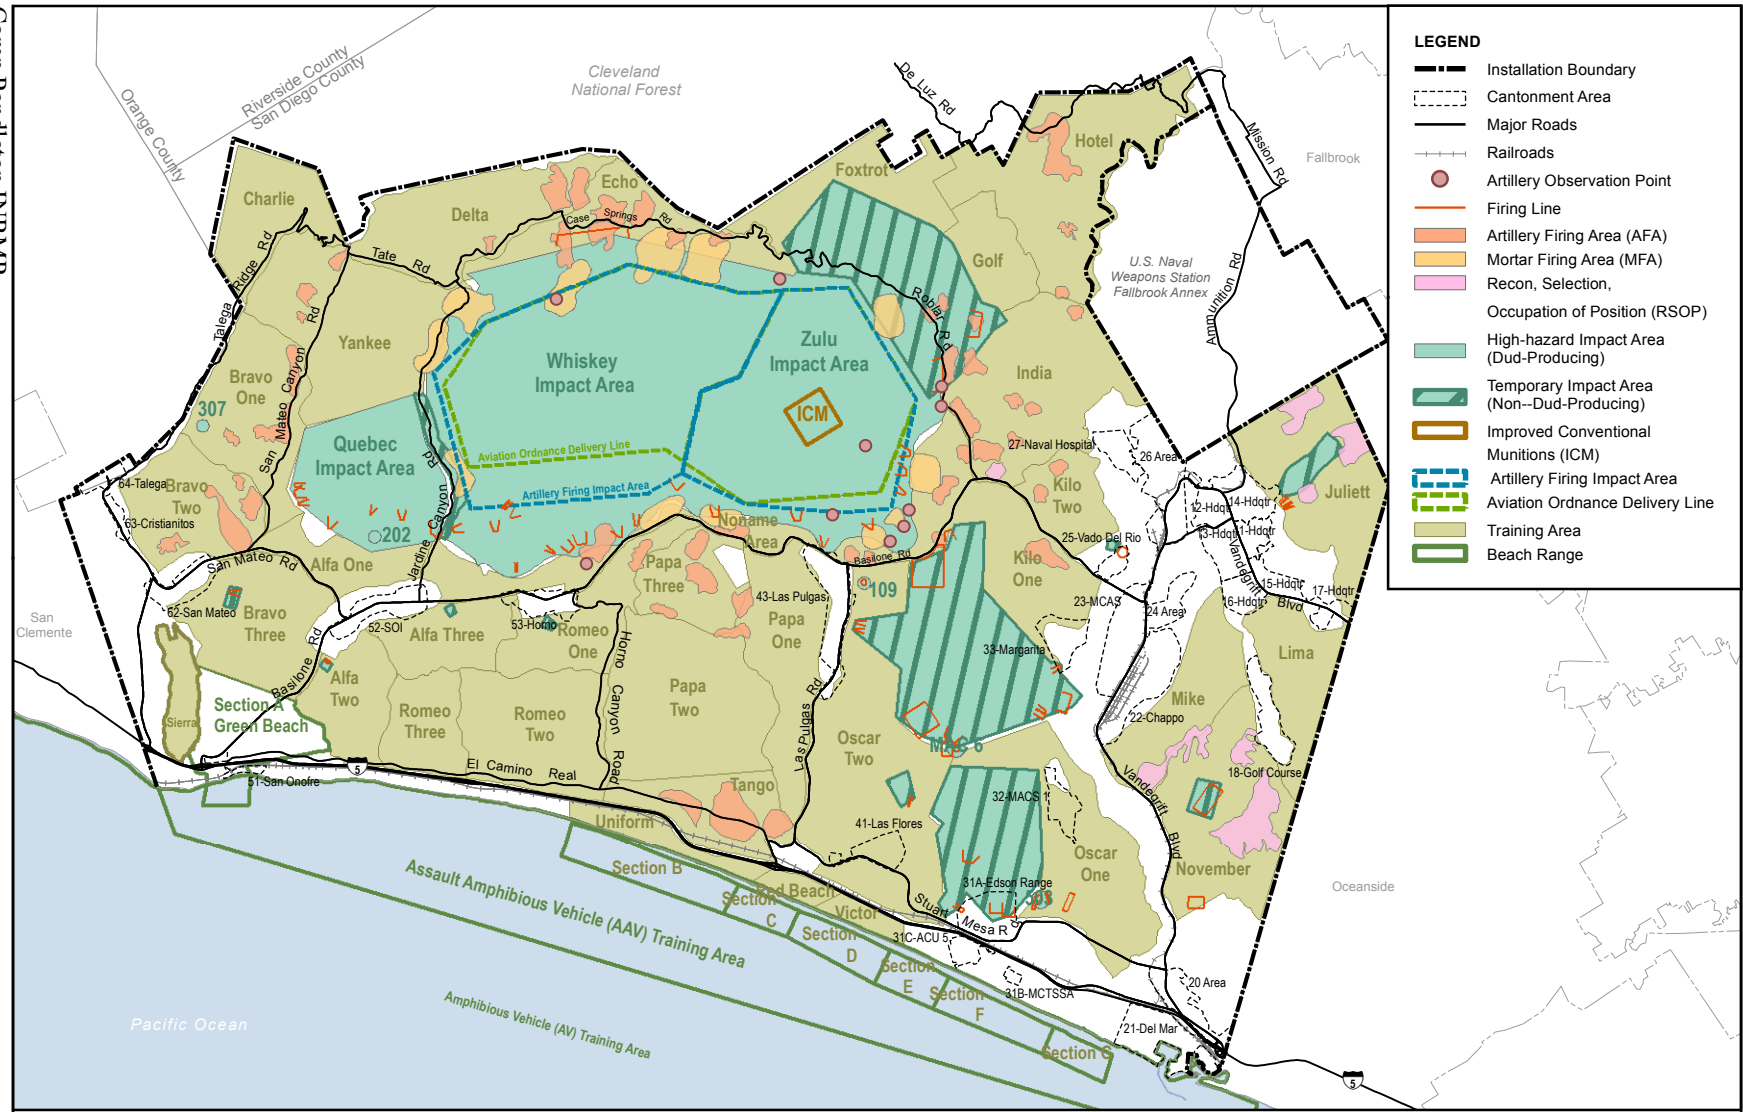 Riverside County
San Diego County
Orange County
Cleveland
National Forest
De Luz Rd
Mission Rd
Fallbrook
Hotel
Foxtrot
Echo
Charlie
Delta
Case Springs Rd
Golf
U.S. Naval
Weapons Station
Fallbrook Annex
Tate Rd
Talega Ridge Rd
San Mateo Canyon Rd
Roblar Rd
Ammunition Rd
Yankee
Whiskey
Impact Area
Zulu
Impact Area
ICM
India
Bravo
One
307
Quebec
Impact Area
Aviation Ordnance Delivery Line
Artillery Firing Impact Area
27-Naval Hospital
26 Area
64-Talega
Bravo
Two
63-Cristianitos
Jardine Canyon Rd
202
Noname
Area
Kilo
Two
14-Hdqtr
12-Hdqtr
13-Hdqtr
11-Hdqtr
Juliett
25-Vado Del Rio
San Mateo Rd
Alfa One
Papa
Three
Basilone Rd
Kilo
One
109
43-Las Pulgas
15-Hdqtr
17-Hdqtr
16-Hdqtr
Vandegrift Blvd
San
Clemente
62-San Mateo
Bravo
Three
52-SOI
Alfa Three
53-Horno
Romeo
One
Papa
One
23-MCAS
24 Area
33-Margarita
Lima
Basilone Rd
Alfa
Two
Horno Canyon Road
Papa
Two
Las Pulgas Rd
Mike
22-Chappo
Sierra
Section A
Green Beach
Romeo
Three
Romeo
Two
Oscar
Two
MAC 6
18-Golf Course
El Camino Real
5
51-San Onofre
Tango
Uniform
32-MACS 1
Vandegrift Blvd
41-Las Flores
Oscar
One
November
Oceanside
Section B
Red Beach
Section
C
Victor
Section
D
Section
E
Section
F
Section G
31A-Edson Range
Stuart Mesa R
31C-ACU 5
31B-MCTSSA
20 Area
21-Del Mar
5
Assault Amphibious Vehicle (AAV) Training Area
Amphibious Vehicle (AV) Training Area
Pacific Ocean
LEGEND
Installation Boundary
Cantonment Area
Major Roads
Railroads
Artillery Observation Point
Firing Line
Artillery Firing Area (AFA)
Mortar Firing Area (MFA)
Recon, Selection,
Occupation of Position (RSOP)
High-hazard Impact Area
(Dud-Producing)
Temporary Impact Area
(Non--Dud-Producing)
Improved Conventional
Munitions (ICM)
Artillery Firing Impact Area
Aviation Ordnance Delivery Line
Training Area
Beach Range